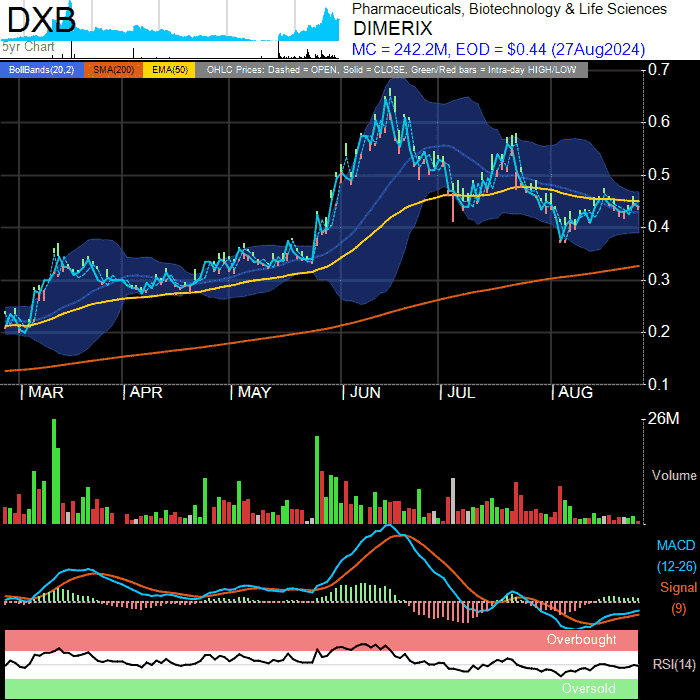 DXB
5yr Chart
Pharmaceuticals, Biotechnology & Life Sciences
DIMERIX
MC = 242.2M, EOD = $0.44 (27Aug2024)
BollBands(20,2) SMA(200) EMA(50) OHLC Prices: Dashed = OPEN, Solid = CLOSE, Green/Red bars = Intra-day HIGH/LOW
0.7
0.6
0.5
0.4
0.3
0.2
0.1
MAR APR MAY JUN JUL AUG
26M
Volume
MACD
(12-26)
Signal
(9)
Overbought
RSI(14)
Oversold